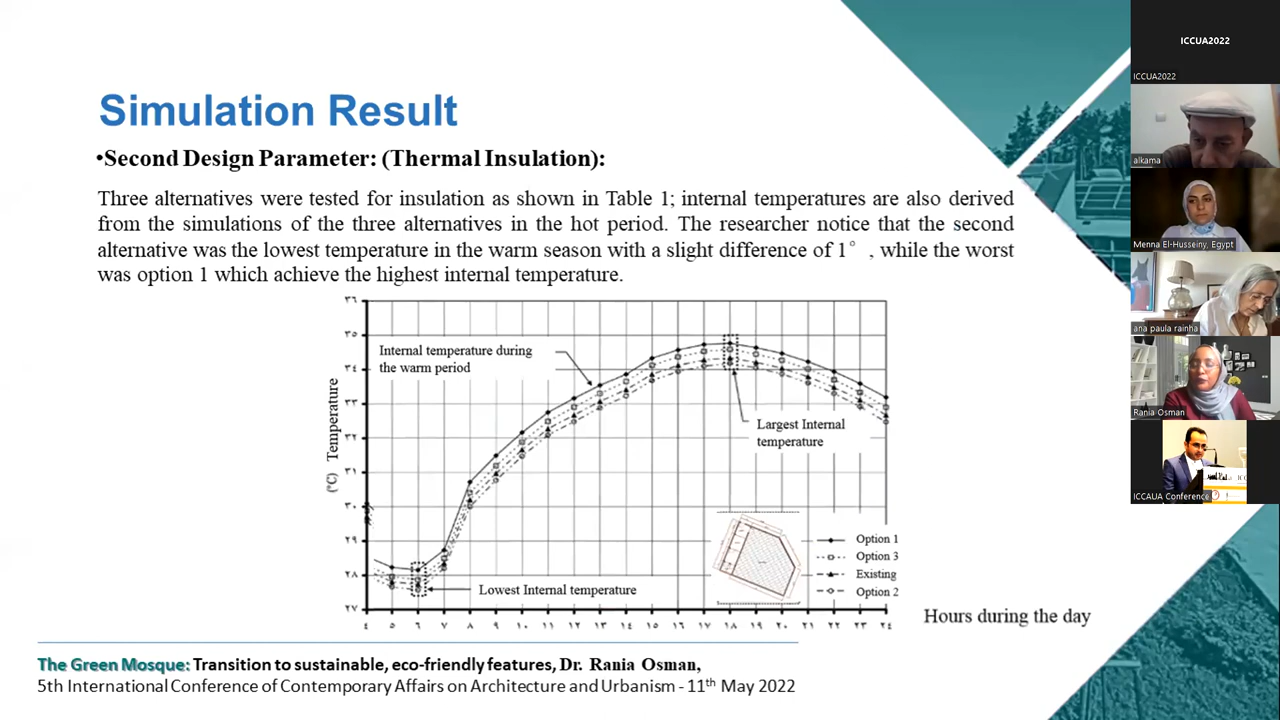 Simulation Result
•Second Design Parameter: (Thermal Insulation):
Three alternatives were tested for insulation as shown in Table 1; internal temperatures are also derived
from the simulations of the three alternatives in the hot period. The researcher notice that the second
alternative was the lowest temperature in the warm season with a slight difference of 1° , while the worst
was option 1 which achieve the highest internal temperature.
٣٦
٣٥
٣٤
٣٣
٣٢
٣١
٣٠
٢٩
٢٨
٢٧
(°C) Temperature
Internal temperature during
the warm period
Largest Internal
temperature
Lowest Internal temperature
Option 1
Option 3
Existing
Option 2
٤ ٥ ٦ ٧ ٨ ٩ ١٠ ١١ ١٢ ١٣ ١٤ ١٥ ١٦ ١٧ ١٨ ١٩ ٢٠ ٢١ ٢٢ ٢٣ ٢٤
Hours during the day
The Green Mosque: Transition to sustainable, eco-friendly features, Dr. Rania Osman,
5th International Conference of Contemporary Affairs on Architecture and Urbanism - 11th May 2022
ICCUA2022
ICCUA2022
alkama
Menna El-Husseiny, Egypt
ana paula rainha
Rania Osman
ICCAUA Conference